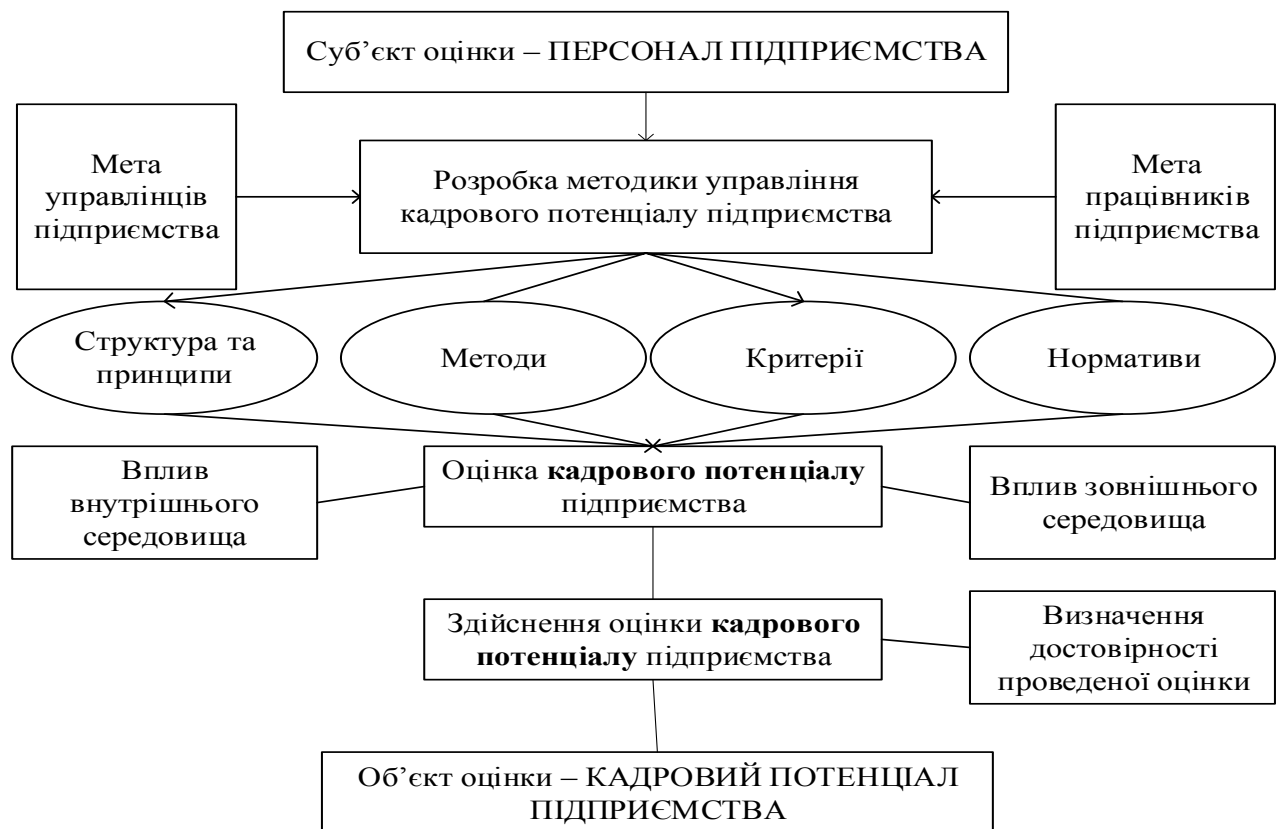 Суб’єкт оцінки – ПЕРСОНАЛ ПІДПРИЄМСТВА
Мета
управлінців
підприємства
Розробка методики управління
кадрового потенціалу підприємства
Мета
працівників
підприємства
Структура та
принципи
Методи
Критерії
Нормативи
Вплив
внутрішнього
середовища
Оцінка кадрового потенціалу
підприємства
Вплив зовнішнього
середовища
Здійснення оцінки кадрового
потенціалу підприємства
Визначення
достовірності
проведеної оцінки
Об’єкт оцінки – КАДРОВИЙ ПОТЕНЦІАЛ
ПІДПРИЄМСТВА